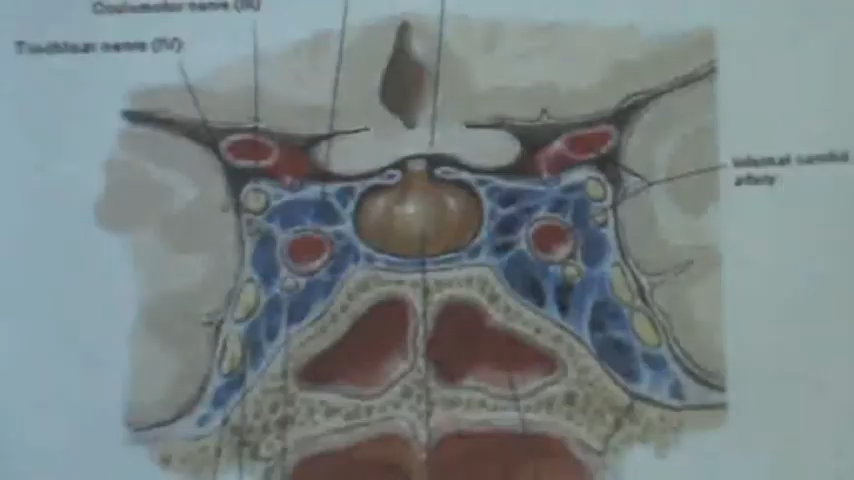 Oculomotor nerve (III)
Trochlear nerve (IV)
Internal carotid
artery